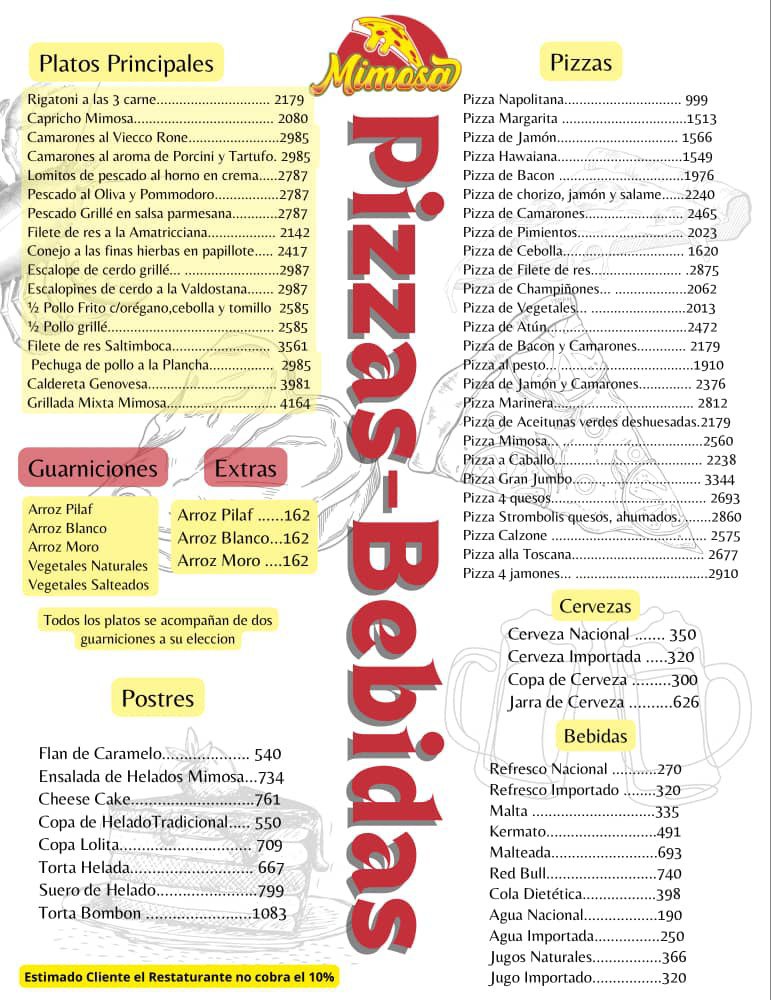 Mimosa
Pizzas-Bebidas
Platos Principales
Rigatoni a las 3 carne............................ 2179
Capricho Mimosa................................... 2080
Camarones al Viecco Rone.......................2985
Camarones al aroma de Porcini y Tartufo. 2985
Lomitos de pescado al horno en crema.....2787
Pescado al Oliva y Pommodoro................2787
Pescado Grillé en salsa parmesana............2787
Filete de res a la Amatricciana................. 2142
Conejo a las finas hierbas en papillote..... 2417
Escalope de cerdo grillé... .......................2987
Escalopines de cerdo a la Valdostana....... 2987
½ Pollo Frito c/orégano,cebolla y tomillo 2585
½ Pollo grillé.......................................... 2585
Filete de res Saltimboca.......................... 3561
Pechuga de pollo a la Plancha................ 2985
Caldereta Genovesa................................ 3981
Grillada Mixta Mimosa........................... 4164
Guarniciones
Arroz Pilaf
Arroz Blanco
Arroz Moro
Vegetales Naturales
Vegetales Salteados
Extras
Arroz Pilaf ......162
Arroz Blanco...162
Arroz Moro ....162
Todos los platos se acompañan de dos
guarniciones a su eleccion
Postres
Flan de Caramelo.................... 540
Ensalada de Helados Mimosa...734
Cheese Cake............................761
Copa de HeladoTradicional..... 550
Copa Lolita.............................. 709
Torta Helada............................ 667
Suero de Helado.......................799
Torta Bombon ........................1083
Estimado Cliente el Restaturante no cobra el 10%
Pizzas
Pizza Napolitana............................ 999
Pizza Margarita ..............................1513
Pizza de Jamón.............................. 1566
Pizza Hawaiana..............................1549
Pizza de Bacon ..............................1976
Pizza de chorizo, jamón y salame......2240
Pizza de Camarones........................ 2465
Pizza de Pimientos......................... 2023
Pizza de Cebolla............................. 1620
Pizza de Filete de res....................... .2875
Pizza de Champiñones... ..................2062
Pizza de Vegetales... ........................2013
Pizza de Atún..................................2472
Pizza de Bacon y Camarones............ 2179
Pizza al pesto...................................1910
Pizza de Jamón y Camarones............. 2376
Pizza Marinera................................. 2812
Pizza de Aceitunas verdes deshuesadas.2179
Pizza Mimosa... ...............................2560
Pizza a Caballo................................. 2238
Pizza Gran Jumbo............................. 3344
Pizza 4 quesos................................... 2693
Pizza Strombolis quesos, ahumados. .......2860
Pizza Calzone ................................... 2575
Pizza alla Toscana.............................. 2677
Pizza 4 jamones... ..............................2910
Cervezas
Cerveza Nacional ....... 350
Cerveza Importada .....320
Copa de Cerveza .........300
Jarra de Cerveza ..........626
Bebidas
Refresco Nacional ...........270
Refresco Importado ........320
Malta ..............................335
Kermato...........................491
Malteada..........................693
Red Bull...........................740
Cola Dietética..................398
Agua Nacional..................190
Agua Importada................250
Jugos Naturales.................366
Jugo Importado.................320